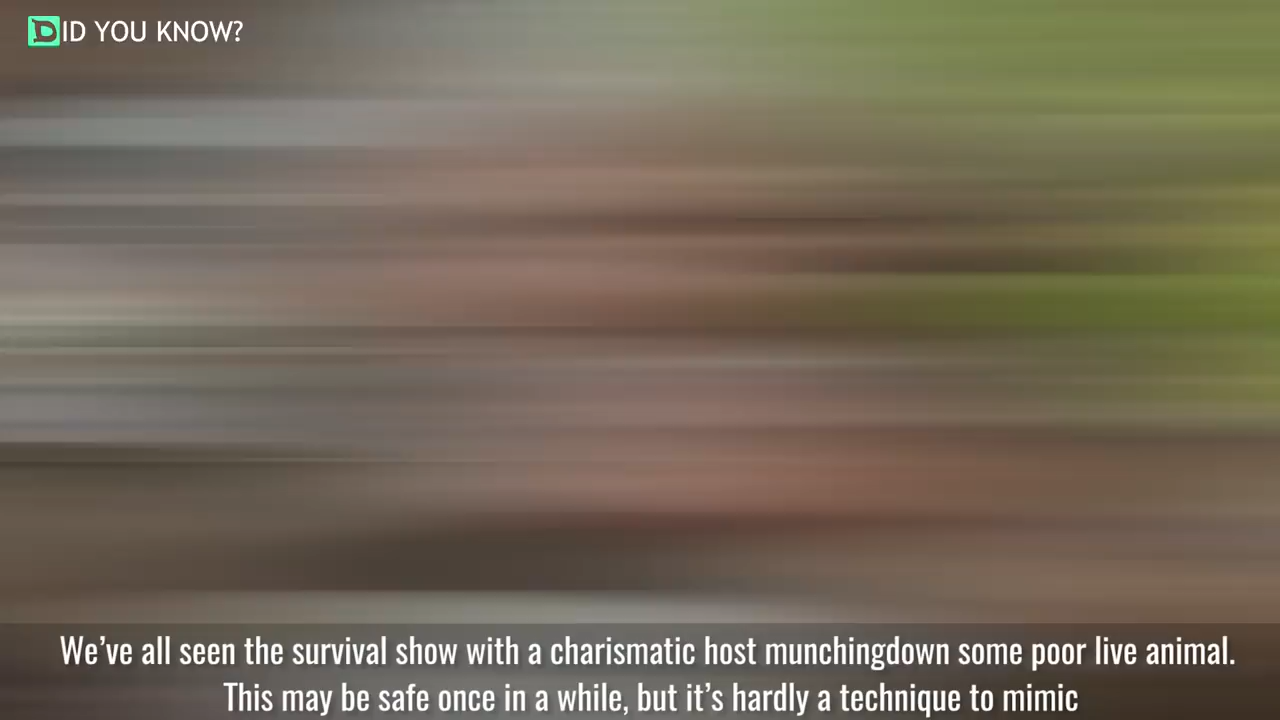 DID YOU KNOW?
We've all seen the survival show with a charismatic host munchingdown some poor live animal.
This may be safe once in a while, but it's hardly a technique to mimic